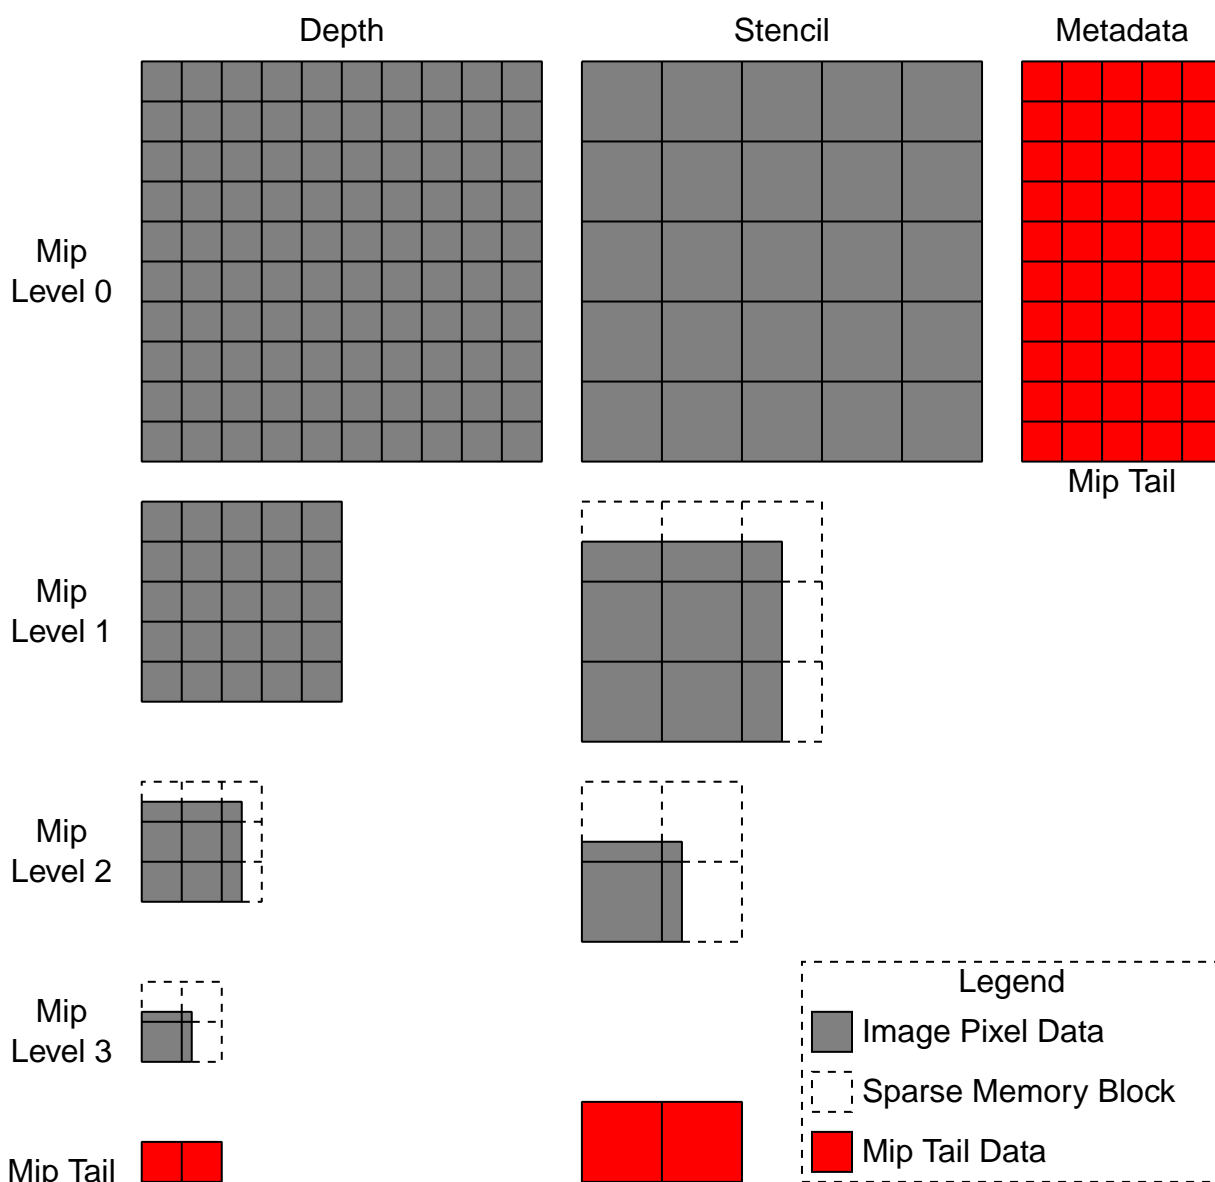 Depth
Stencil
Metadata
Mip
Level 0
Mip Tail
Mip
Level 1
Mip
Level 2
Mip
Level 3
Legend
Image Pixel Data
Sparse Memory Block
Mip Tail Data
Mip Tail